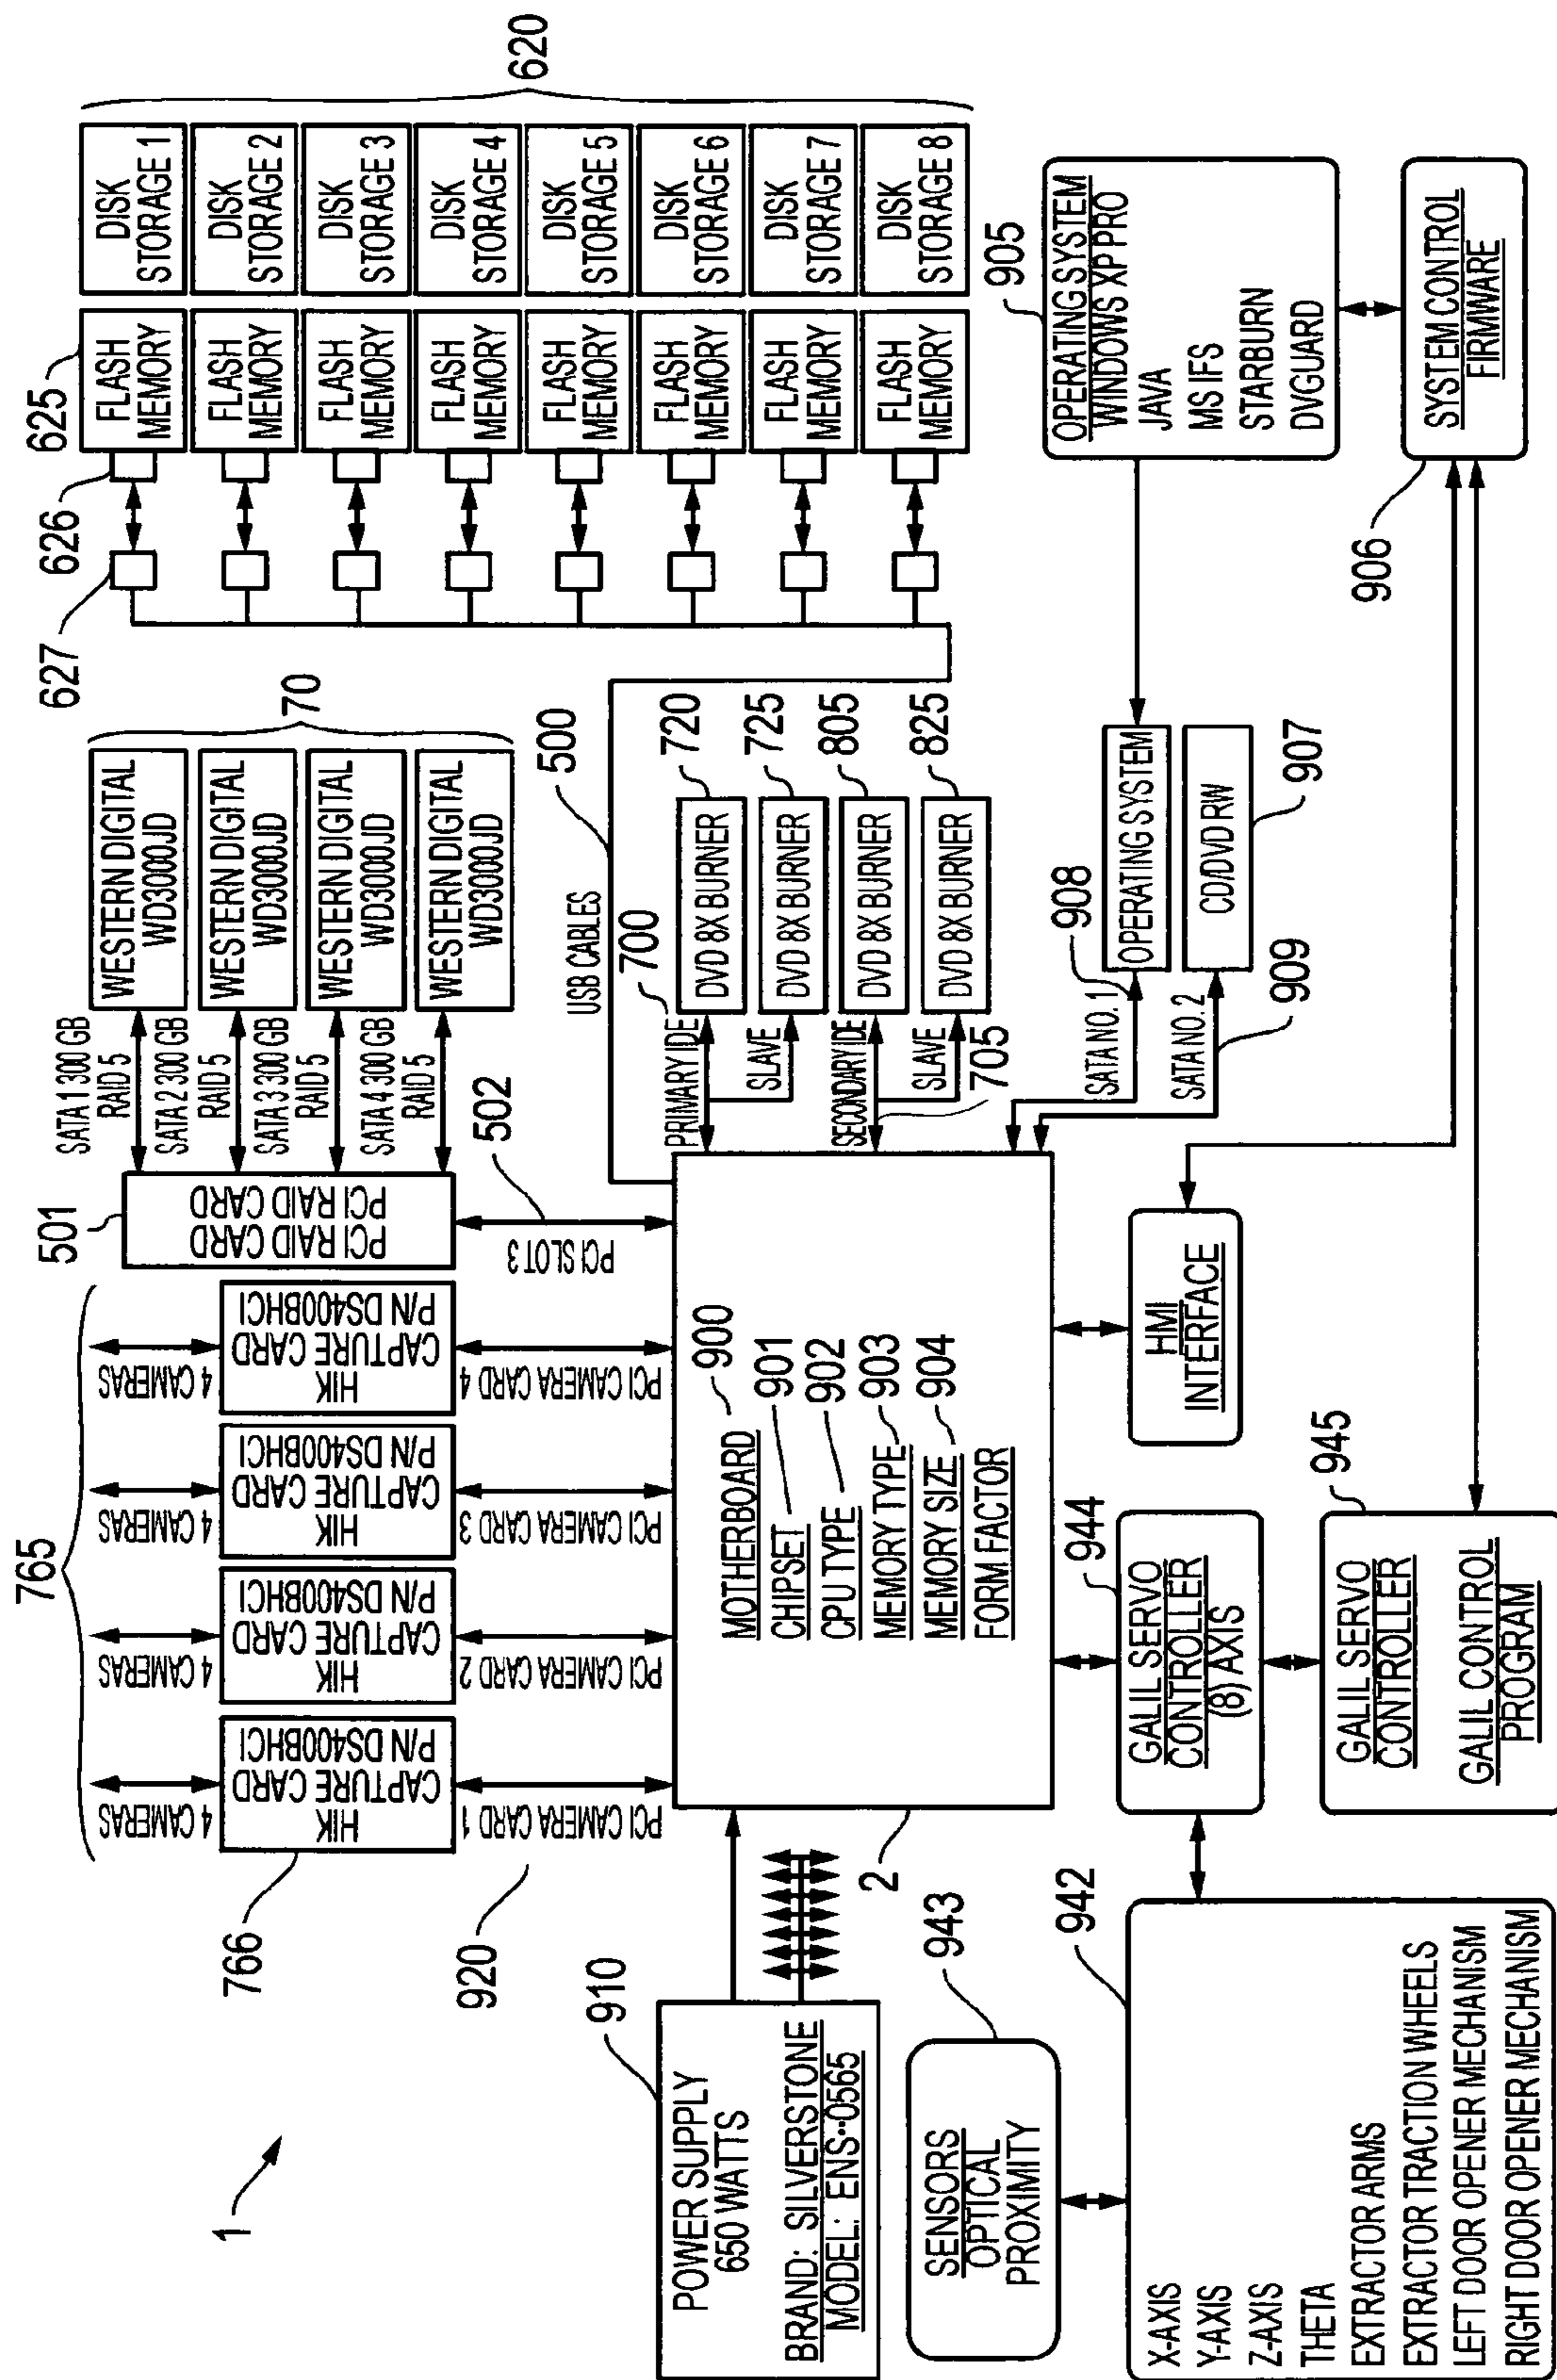 1
765
4 CAMERAS
4 CAMERAS
4 CAMERAS
4 CAMERAS
766
HIK
CAPTURE CARD
P/N DS400BHCI
HIK
CAPTURE CARD
P/N DS400BHCI
HIK
CAPTURE CARD
P/N DS400BHCI
HIK
CAPTURE CARD
P/N DS400BHCI
920
PCI CAMERA CARD 1
PCI CAMERA CARD 2
PCI CAMERA CARD 3
PCI CAMERA CARD 4
501
PCI RAID CARD
PCI RAID CARD
502
PCI SLOT 3
SATA 1 300 GB
RAID 5
SATA 2 300 GB
RAID 5
SATA 3 300 GB
RAID 5
SATA 4 300 GB
RAID 5
WESTERN DIGITAL
WD3000JD
WESTERN DIGITAL
WD3000JD
WESTERN DIGITAL
WD3000JD
WESTERN DIGITAL
WD3000JD
70
627
626
625
FLASH
MEMORY
FLASH
MEMORY
FLASH
MEMORY
FLASH
MEMORY
FLASH
MEMORY
FLASH
MEMORY
FLASH
MEMORY
FLASH
MEMORY
DISK
STORAGE 1
DISK
STORAGE 2
DISK
STORAGE 3
DISK
STORAGE 4
DISK
STORAGE 5
DISK
STORAGE 6
DISK
STORAGE 7
DISK
STORAGE 8
620
USB CABLES
500
700
PRIMARY IDE
SLAVE
SECONDARY IDE
SLAVE
705
DVD 8X BURNER
720
DVD 8X BURNER
725
DVD 8X BURNER
805
DVD 8X BURNER
825
910
POWER SUPPLY
650 WATTS
BRAND: SILVERSTONE
MODEL: ENS--0565
2
MOTHERBOARD
900
CHIPSET
901
CPU TYPE
902
MEMORY TYPE
903
MEMORY SIZE
904
FORM FACTOR
SATA NO. 1
908
OPERATING SYSTEM
SATA NO. 2
909
CD/DVD RW
907
905
OPERATING SYSTEM
WINDOWS XP PRO
JAVA
MS IFS
STARBURN
DVGUARD
906
SYSTEM CONTROL
FIRMWARE
943
SENSORS
OPTICAL
PROXIMITY
942
X-AXIS
Y-AXIS
Z-AXIS
THETA
EXTRACTOR ARMS
EXTRACTOR TRACTION WHEELS
LEFT DOOR OPENER MECHANISM
RIGHT DOOR OPENER MECHANISM
944
GALIL SERVO
CONTROLLER
(8) AXIS
HMI
INTERFACE
945
GALIL SERVO
CONTROLLER
GALIL CONTROL
PROGRAM